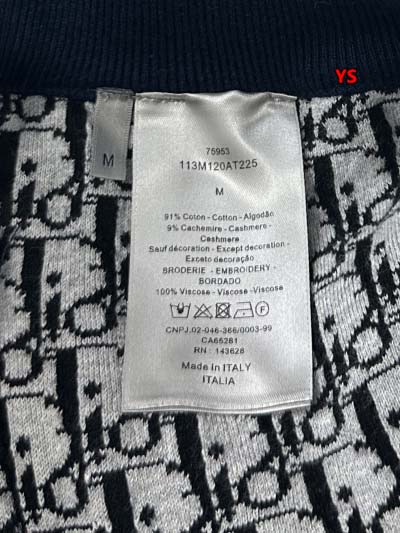 YS
M
75953
113M120AT225
M
91% Coton - Cotton - Algodão
9% Cachemire - Cashmere -
Cashmere
Sauf décoration - Except decoration -
Exceto decoração
BRODERIE - EMBROIDERY -
BORDADO
100% Viscose - Viscose - Viscose
CNPJ.02-046-366/0003-99
CA65281
RN : 143628
Made in ITALY
ITALIA